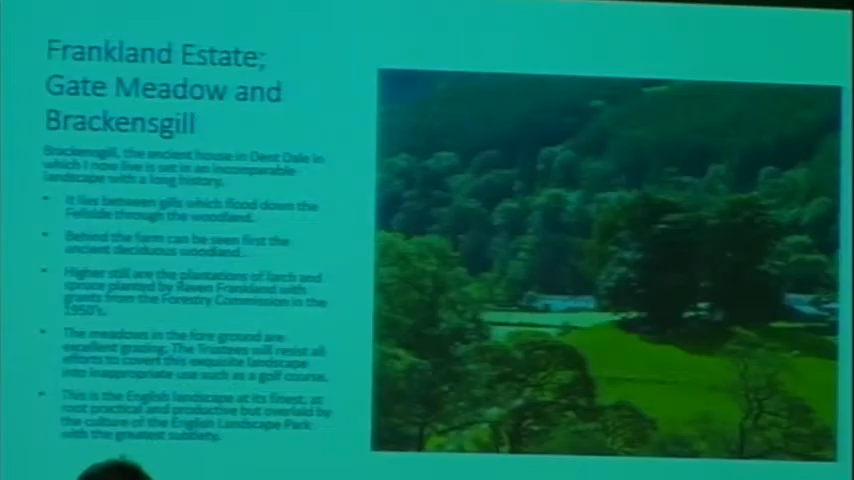 Frankland Estate;
Gate Meadow and
Brackensgill
Brackensgill, the ancient house in Dent Dale in
which I now live is set in an incomparable
landscape with a long history.
• It lies between gills which flood down the
Fellside through the woodland.
• Behind the farm can be seen first the
ancient deciduous woodland.
• Higher still are the plantations of larch and
spruce planted by Raven Frankland with
grants from the Forestry Commission in the
1950's.
• The meadows in the fore ground are
excellent grazing. The Trustees will resist all
efforts to covert this exquisite landscape
into inappropriate use such as a golf course.
• This is the English landscape at its finest, at
root practical and productive but overlaid by
the culture of the English Landscape Park
with the greatest subtlety.